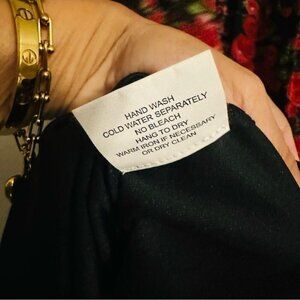 HAND WASH
COLD WATER SEPARATELY
NO BLEACH
HANG TO DRY
WARM IRON IF NECESSARY
OR DRY CLEAN